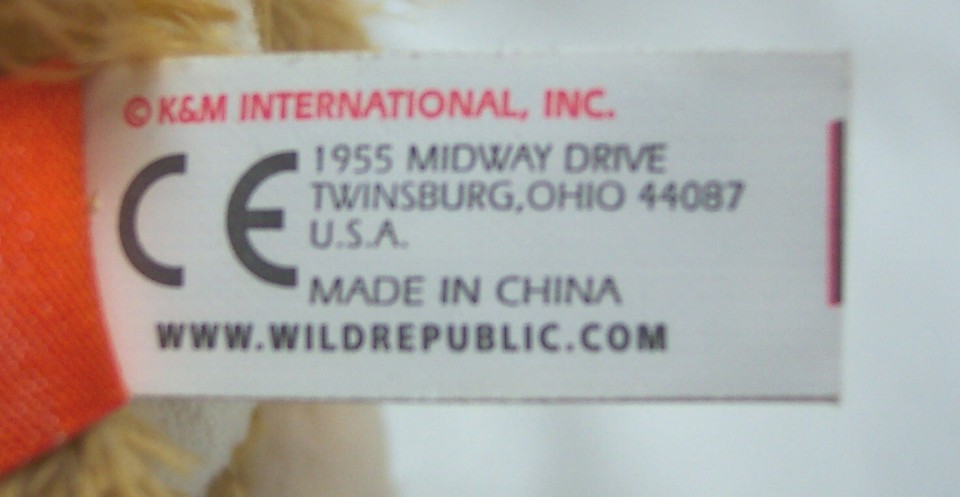 © K&M INTERNATIONAL, INC.
CE
1955 MIDWAY DRIVE
TWINSBURG,OHIO 44087
U.S.A.
MADE IN CHINA
WWW.WILDREPUBLIC.COM